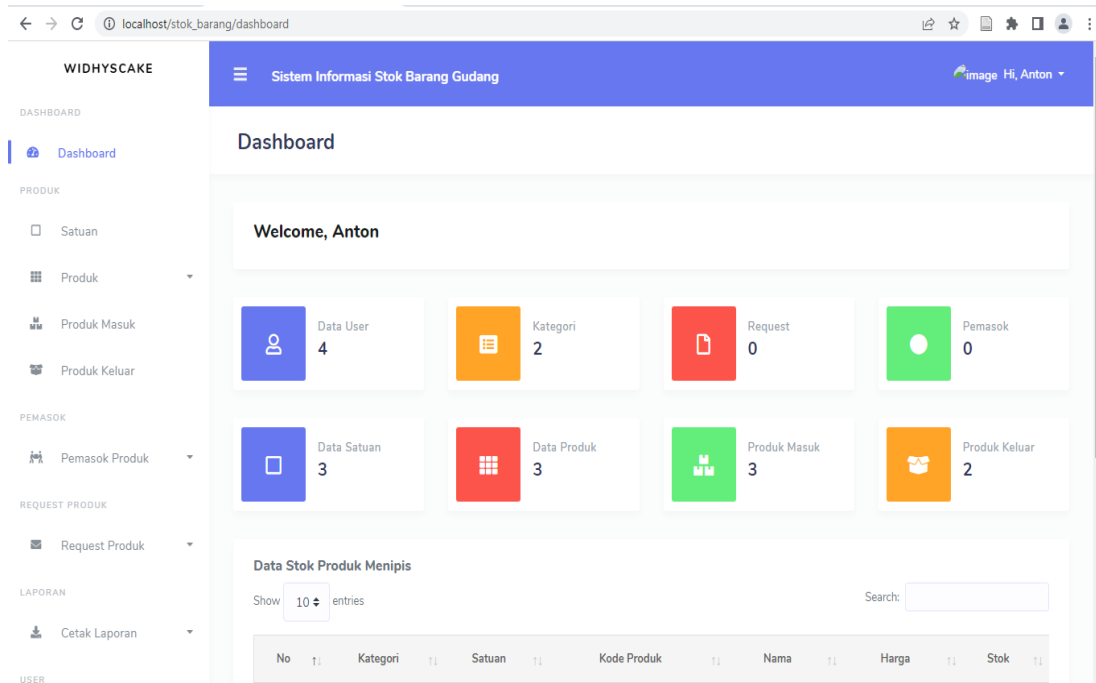 localhost/stok_barang/dashboard
WIDHYSCAKE
DASHBOARD
Dashboard
PRODUK
Satuan
Produk
Produk Masuk
Produk Keluar
PEMASOK
Pemasok Produk
REQUEST PRODUK
Request Produk
LAPORAN
Cetak Laporan
USER
Sistem Informasi Stok Barang Gudang
image Hi, Anton
Dashboard
Welcome, Anton
Data User
4
Kategori
2
Request
0
Pemasok
0
Data Satuan
3
Data Produk
3
Produk Masuk
3
Produk Keluar
2
Data Stok Produk Menipis
Show 10 entries
Search:
No Kategori Satuan Kode Produk Nama Harga Stok